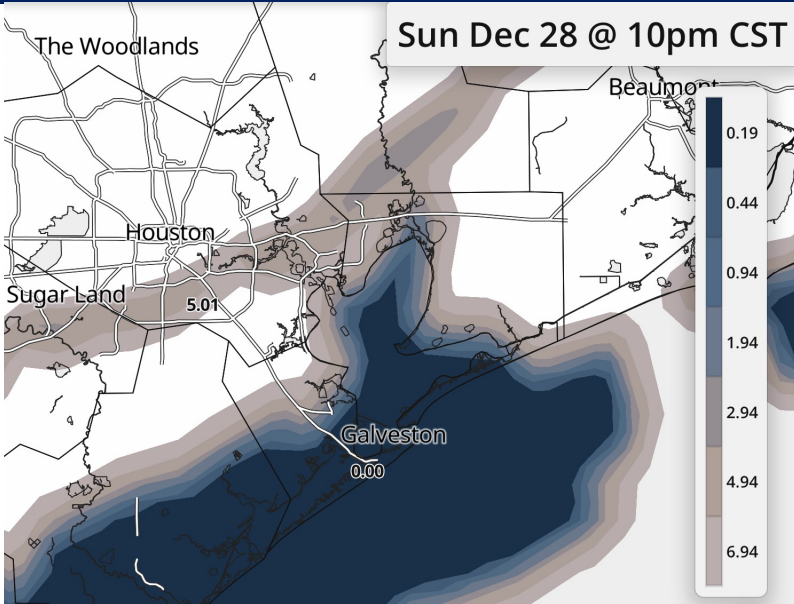 Sun Dec 28 @ 10pm CST
The Woodlands
Beaumont
0.19
0.44
0.94
1.94
2.94
4.94
6.94
Houston
Sugar Land
5.01
Galveston
0.00